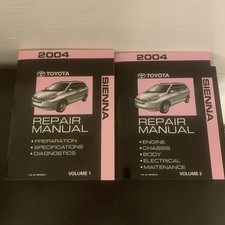 2004
TOYOTA
SIENNA
REPAIR
MANUAL
• PREPARATION
• SPECIFICATIONS
• DIAGNOSTICS
VOLUME 1
2004
TOYOTA
SIENNA
REPAIR
MANUAL
• ENGINE
• CHASSIS
• BODY
• ELECTRICAL
• MAITENANCE
VOLUME 2